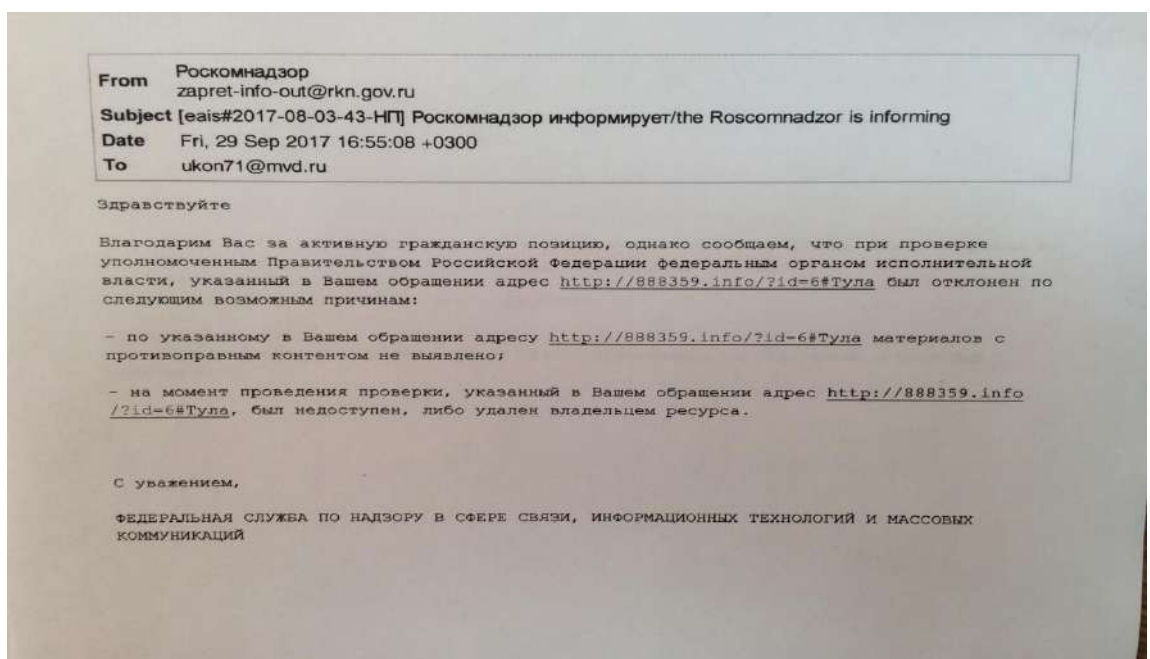 From Роскомнадзор
zapret-info-out@rkn.gov.ru
Subject [eais#2017-08-03-43-НП] Роскомнадзор информирует/the Roscomnadzor is informing
Date Fri, 29 Sep 2017 16:55:08 +0300
To ukon71@mvd.ru
Здравствуйте
Благодарим Вас за активную гражданскую позицию, однако сообщаем, что при проверке
уполномоченным Правительством Российской Федерации федеральным органом исполнительной
власти, указанный в Вашем обращении адрес http://888359.info/?id=6#Тула был отклонен по
следующим возможным причинам:
- по указанному в Вашем обращении адресу http://888359.info/?id=6#Тула материалов с
противоправным контентом не выявлено;
- на момент проведения проверки, указанный в Вашем обращении адрес http://888359.info
/?id=6#Тула, был недоступен, либо удален владельцем ресурса.
С уважением,
ФЕДЕРАЛЬНАЯ СЛУЖБА ПО НАДЗОРУ В СФЕРЕ СВЯЗИ, ИНФОРМАЦИОННЫХ ТЕХНОЛОГИЙ И МАССОВЫХ
КОММУНИКАЦИЙ